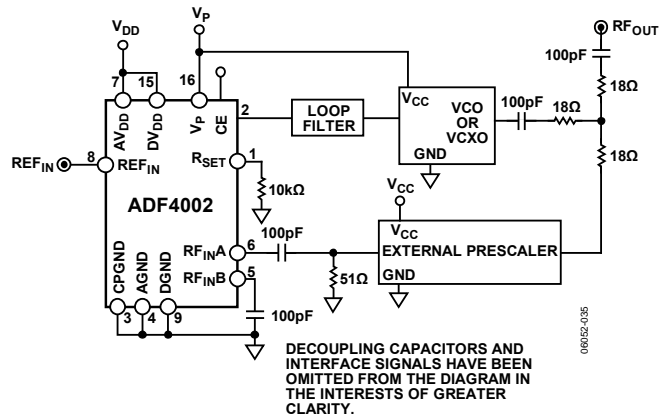 VDD
VP
RFOUT
100pF
7
15
16
18Ω
AVDD
DVDD
VP
CE
2
LOOP
FILTER
VCC
VCO
OR
VCXO
GND
100pF
18Ω
18Ω
REFIN
8
REFIN
RSET
1
10kΩ
ADF4002
VCC
100pF
VCC
RFINA
6
EXTERNAL PRESCALER
51Ω
GND
RFINB
5
CPGND
AGND
DGND
3
4
9
100pF
DECOUPLING CAPACITORS AND
INTERFACE SIGNALS HAVE BEEN
OMITTED FROM THE DIAGRAM IN
THE INTERESTS OF GREATER
CLARITY.
06052-035